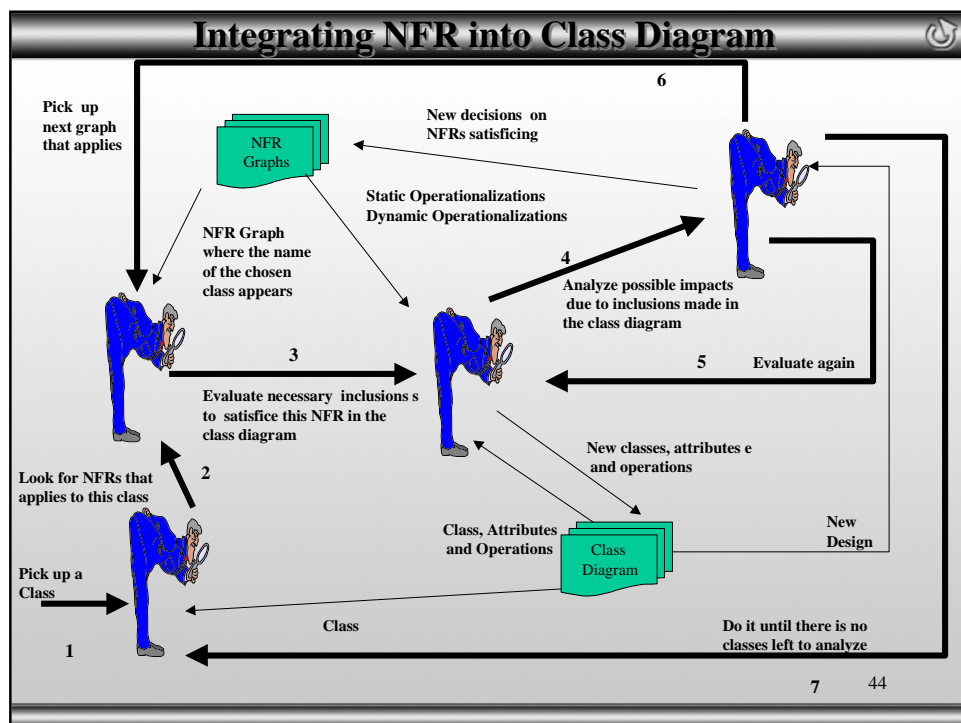 Integrating NFR into Class Diagram
6
Pick up
next graph
that applies
New decisions on
NFRs satisficing
NFR
Graphs
Static Operationalizations
Dynamic Operationalizations
NFR Graph
where the name
of the chosen
class appears
4
Analyze possible impacts
due to inclusions made in
the class diagram
3
5
Evaluate again
Evaluate necessary inclusions s
to satisfice this NFR in the
class diagram
New classes, attributes e
and operations
2
Look for NFRs that
applies to this class
Class, Attributes
and Operations
Class
Diagram
New
Design
Pick up a
Class
1
Class
Do it until there is no
classes left to analyze
7
44